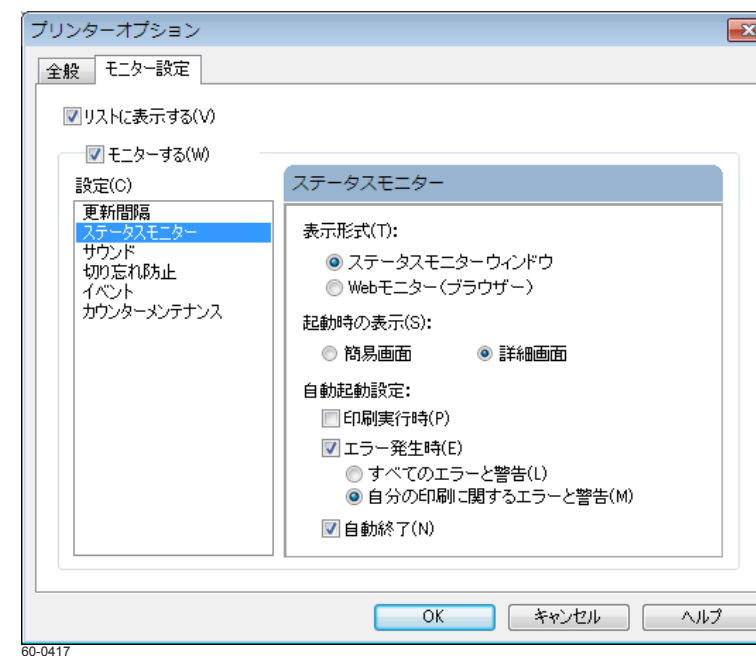 プリンターオプション
全般 モニター設定
リストに表示する(V)
モニターする(W)
設定(C)
更新間隔
ステータスモニター
サウンド
切り忘れ防止
イベント
カウンターメンテナンス
ステータスモニター
表示形式(T):
ステータスモニターウィンドウ
Webモニター(ブラウザー)
起動時の表示(S):
簡易画面 詳細画面
自動起動設定:
印刷実行時(P)
エラー発生時(E)
すべてのエラーと警告(L)
自分の印刷に関するエラーと警告(M)
自動終了(N)
OK キャンセル ヘルプ
60-0417